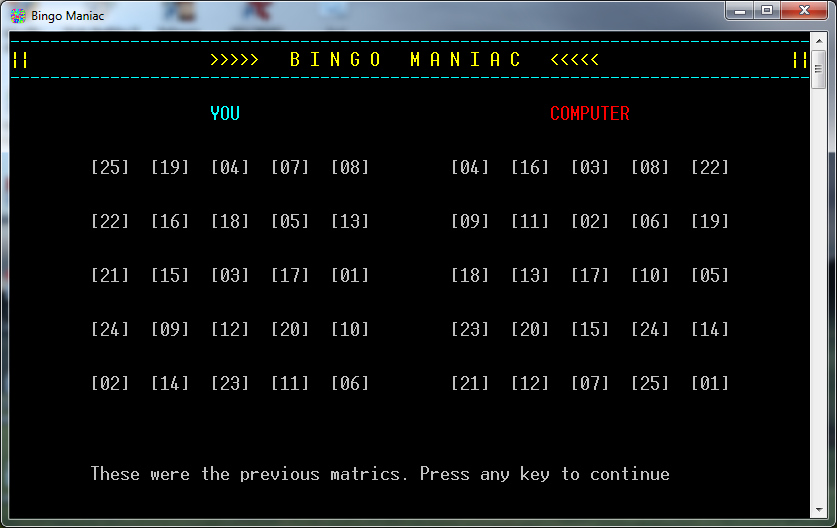 Bingo Maniac
|| >>>>> B I N G O M A N I A C <<<<< ||
YOU COMPUTER
[25] [19] [04] [07] [08] [04] [16] [03] [08] [22]
[22] [16] [18] [05] [13] [09] [11] [02] [06] [19]
[21] [15] [03] [17] [01] [18] [13] [17] [10] [05]
[24] [09] [12] [20] [10] [23] [20] [15] [24] [14]
[02] [14] [23] [11] [06] [21] [12] [07] [25] [01]
These were the previous matrics. Press any key to continue